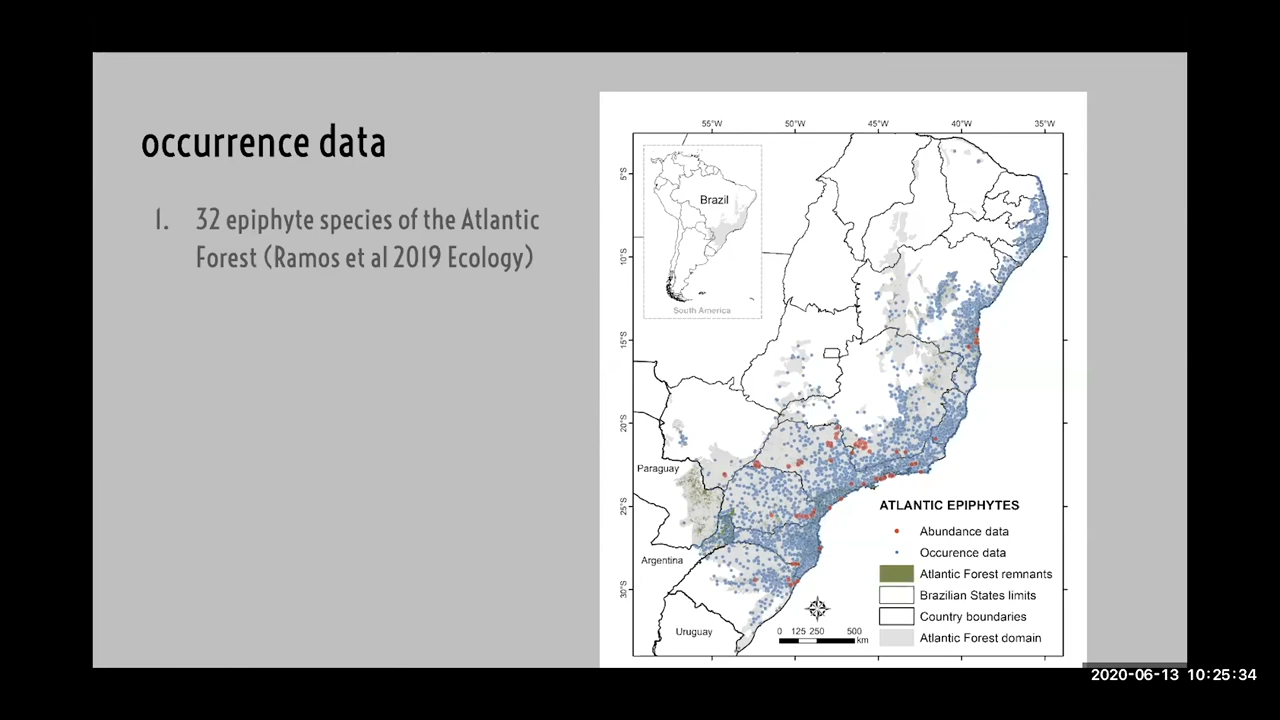 occurrence data
1. 32 epiphyte species of the Atlantic
Forest (Ramos et al 2019 Ecology)
55°W 50°W 45°W 40°W 35°W
5°S
10°S
15°S
20°S
25°S
30°S
Brazil
South America
Paraguay
Argentina
Uruguay
ATLANTIC EPIPHYTES
Abundance data
Occurence data
Atlantic Forest remnants
Brazilian States limits
Country boundaries
Atlantic Forest domain
0 125 250 500
km
2020-06-13 10:25:34